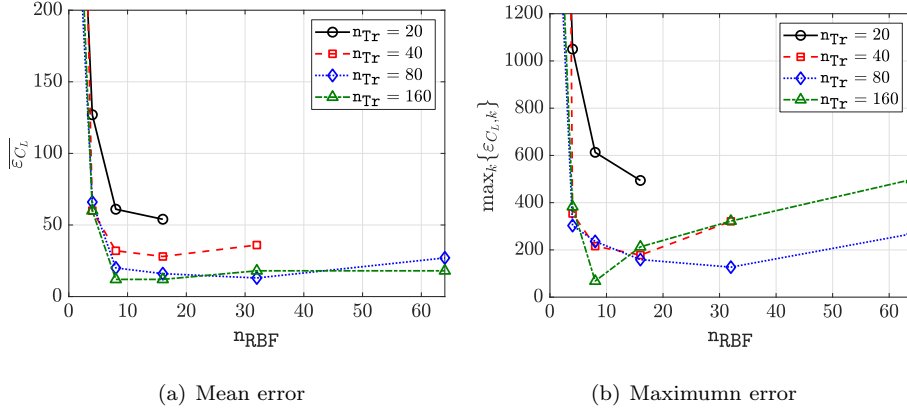 200
150
100
50
0
0 10 20 30 40 50 60
n_RBF
\overline{ε_{C_L}}
n_Tr = 20
n_Tr = 40
n_Tr = 80
n_Tr = 160
(a) Mean error
1200
1000
800
600
400
200
0
0 10 20 30 40 50 60
n_RBF
max_k{ε_{C_L,k}}
n_Tr = 20
n_Tr = 40
n_Tr = 80
n_Tr = 160
(b) Maximumn error